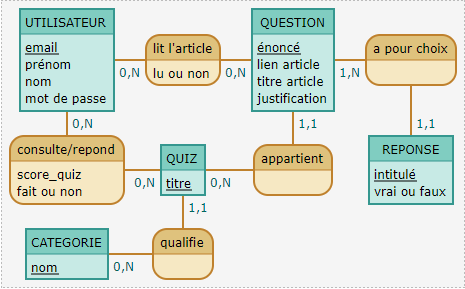 UTILISATEUR
email
prénom
nom
mot de passe
0,N
lit l'article
lu ou non
0,N
QUESTION
énoncé
lien article
titre article
justification
1,N
a pour choix
0,N
1,1
1,1
consulte/repond
score_quiz
fait ou non
0,N
QUIZ
titre
0,N
appartient
REPONSE
intitulé
vrai ou faux
1,1
CATEGORIE
nom
0,N
qualifie